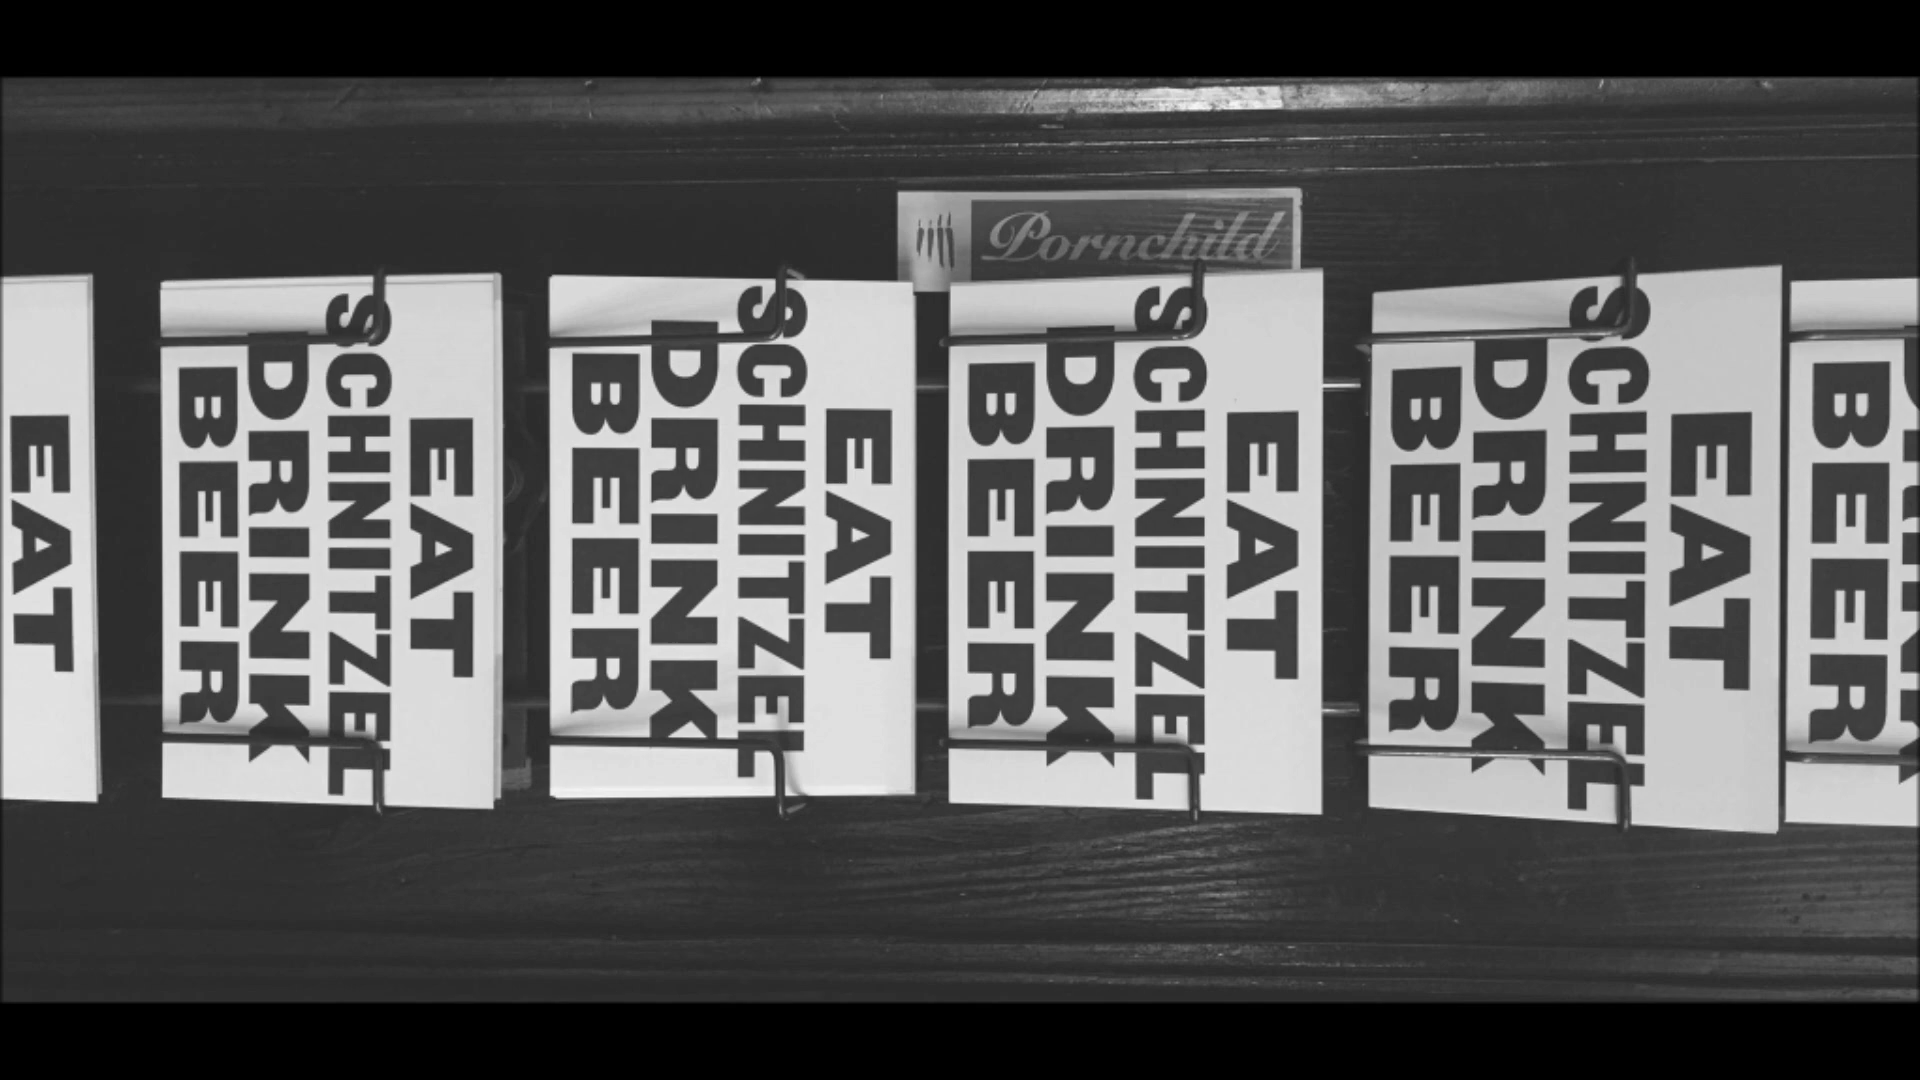 Pornchild
EAT
EAT
SCHNITZEL
DRINK
BEER
EAT
SCHNITZEL
DRINK
BEER
EAT
SCHNITZEL
DRINK
BEER
EAT
SCHNITZEL
DRINK
BEER
BEER